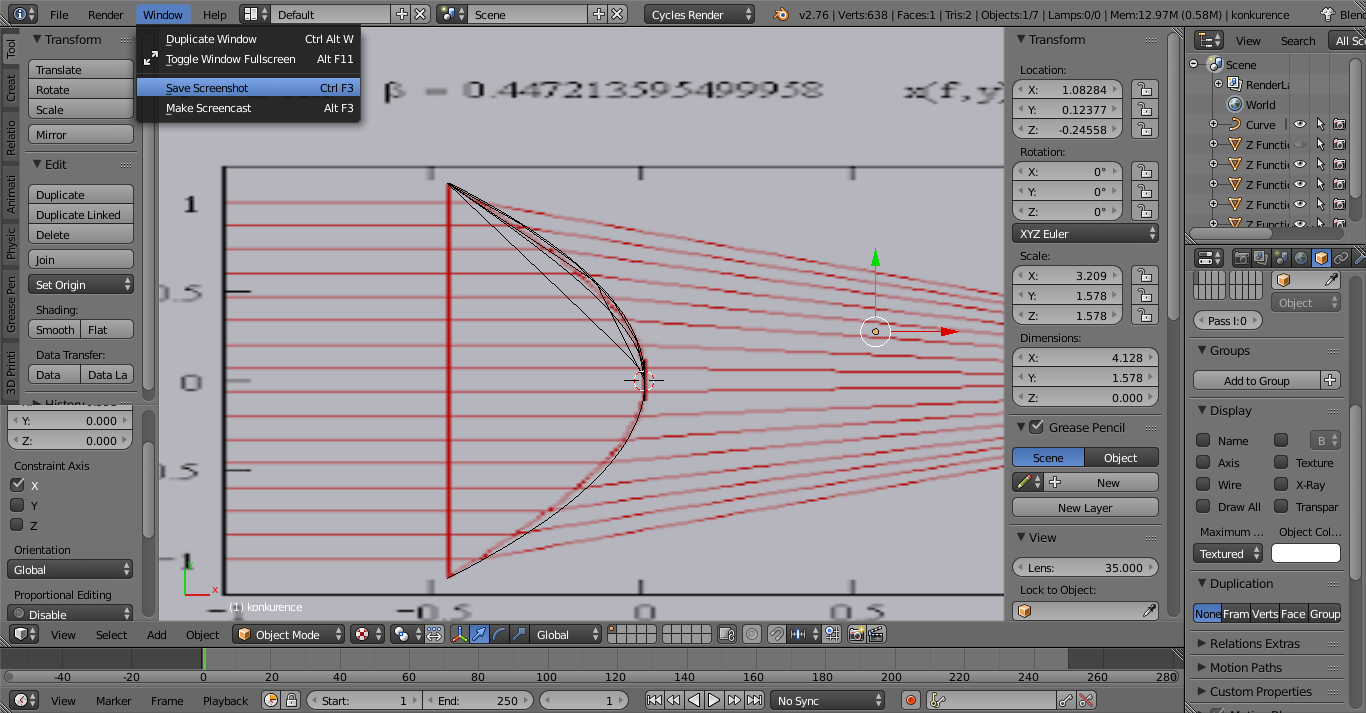 File Render Window Help Default Scene Cycles Render v2.76 | Verts:638 | Faces:1 | Tris:2 | Objects:1/7 | Lamps:0/0 | Mem:12.97M (0.58M) | konkurence
Duplicate Window Ctrl Alt W
Toggle Window Fullscreen Alt F11
Save Screenshot Ctrl F3
Make Screencast Alt F3
Tool
Creat
Relatio
Animati
Physic
Grease Pen
3D Printi
Transform
Translate
Rotate
Scale
Mirror
Edit
Duplicate
Duplicate Linked
Delete
Join
Set Origin
Shading:
Smooth Flat
Data Transfer:
Data Data La
History
Y: 0.000
Z: 0.000
Constraint Axis
X
Y
Z
Orientation
Global
Proportional Editing
Disable
β = 0.447213595499958 x(f,y)
1
0.5
0
0.5
-1
-1 -0.5 0 0.5
x
(1) konkurence
Transform
Location:
X: 1.08284
Y: 0.12377
Z: -0.24558
Rotation:
X: 0°
Y: 0°
Z: 0°
XYZ Euler
Scale:
X: 3.209
Y: 1.578
Z: 1.578
Dimensions:
X: 4.128
Y: 1.578
Z: 0.000
Grease Pencil
Scene Object
New
New Layer
View
Lens: 35.000
Lock to Object:
View Search All Sc
Scene
RenderLa
World
Curve
Z Functi
Z Functi
Z Functi
Z Functi
Z Functi
Object
Pass I:0
Groups
Add to Group
Display
Name B
Axis Texture
Wire X-Ray
Draw All Transpar
Maximum ... Object Col...
Textured
Duplication
None Fram Verts Face Group
Relations Extras
Motion Paths
Custom Properties
View Select Add Object Object Mode Global
-40 -20 0 20 40 60 80 100 120 140 160 180 200 220 240 260 280
View Marker Frame Playback Start: 1 End: 250 1 No Sync